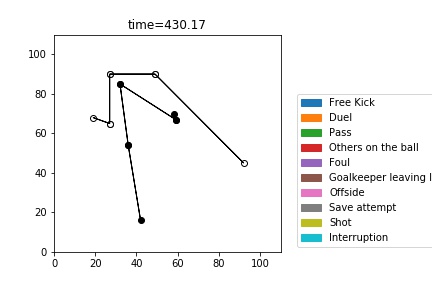 time=430.17
100
80
60
40
20
0
0 20 40 60 80 100
Free Kick
Duel
Pass
Others on the ball
Foul
Goalkeeper leaving l
Offside
Save attempt
Shot
Interruption